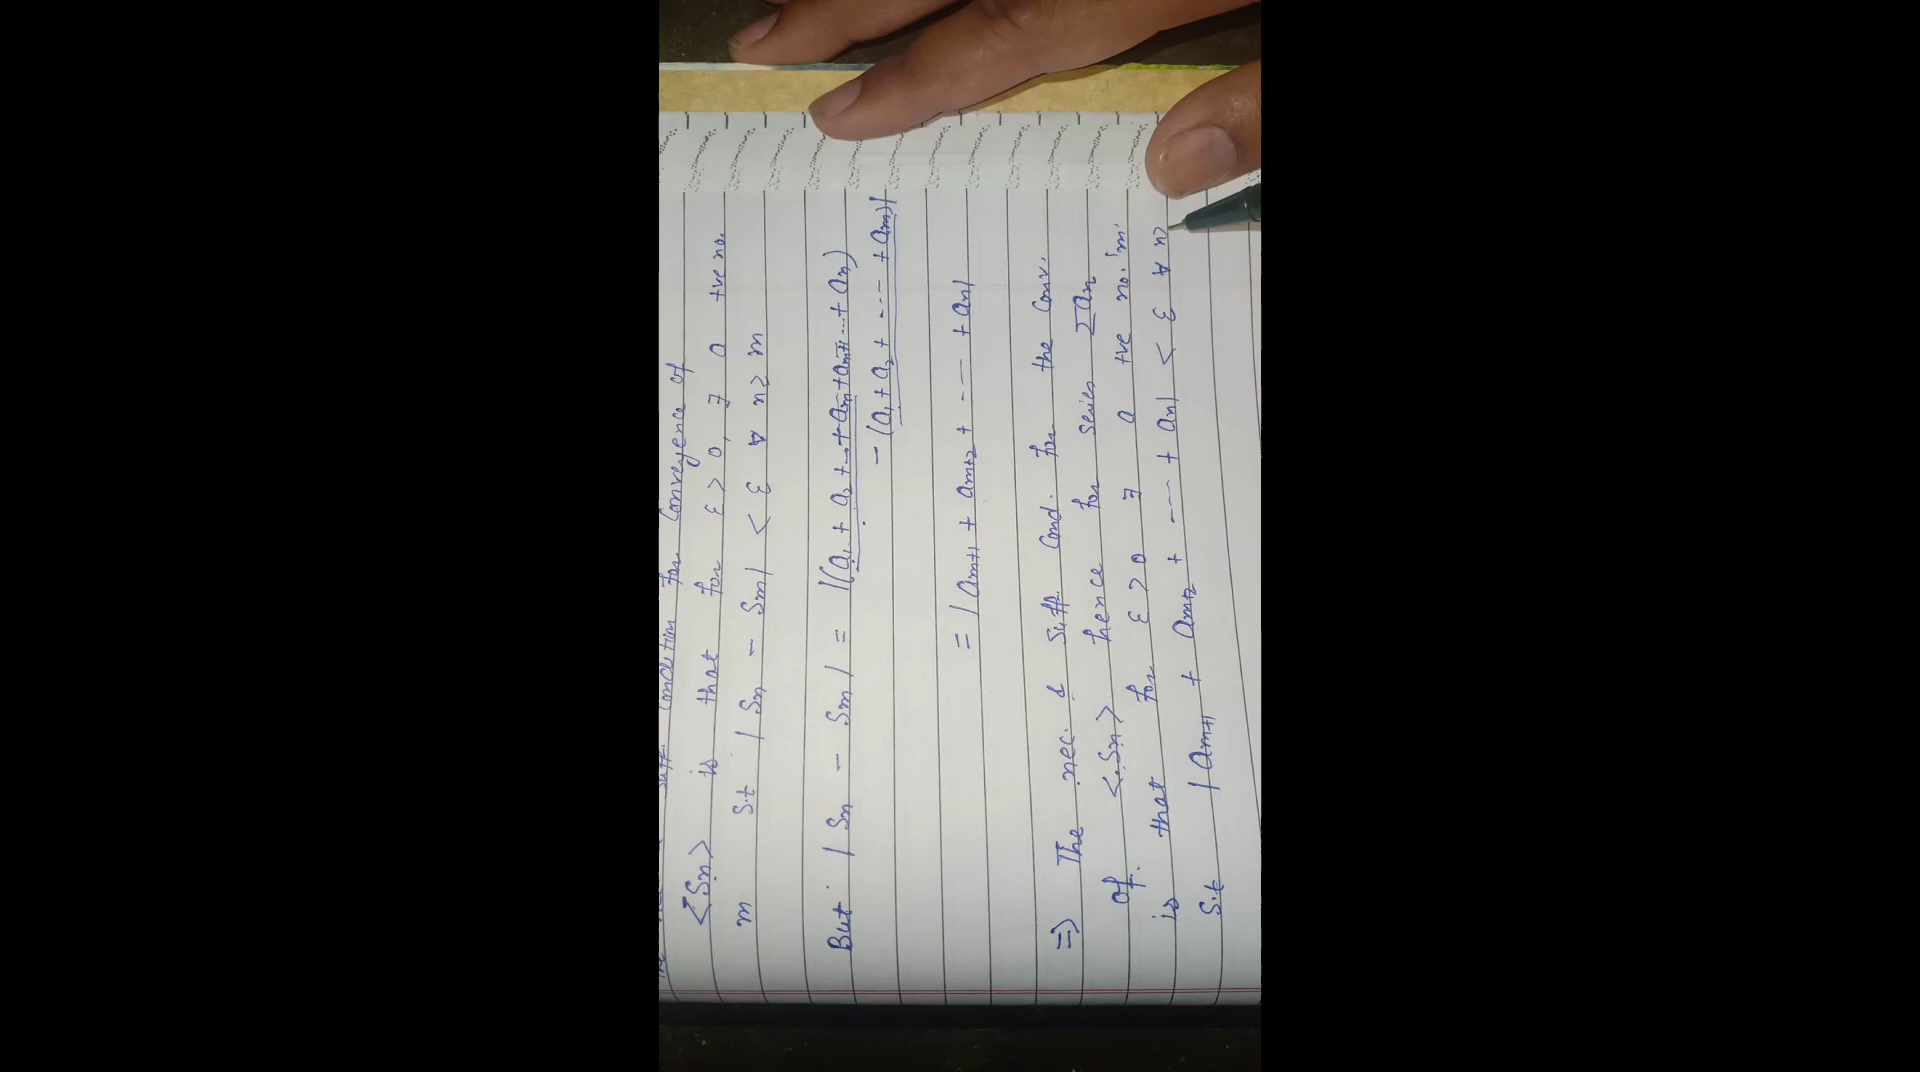 condition for convergence of
<Sn> is that for ε > 0, ∃ a +ve no.
m s.t |Sn - Sm| < ε ∀ n ≥ m
But |Sn - Sm| = |(a1 + a2 + ... + am + am+1 ... + an)
- (a1 + a2 + ---- + am)|
= |am+1 + am+2 + ---- + an|
⇒ The nec. & suff cond. for the conv.
of <Sn> hence for series Σan
is that for ε > 0 ∃ a +ve no. 'm'
s.t |am+1 + am+2 + ---- + an| < ε ∀ n≥